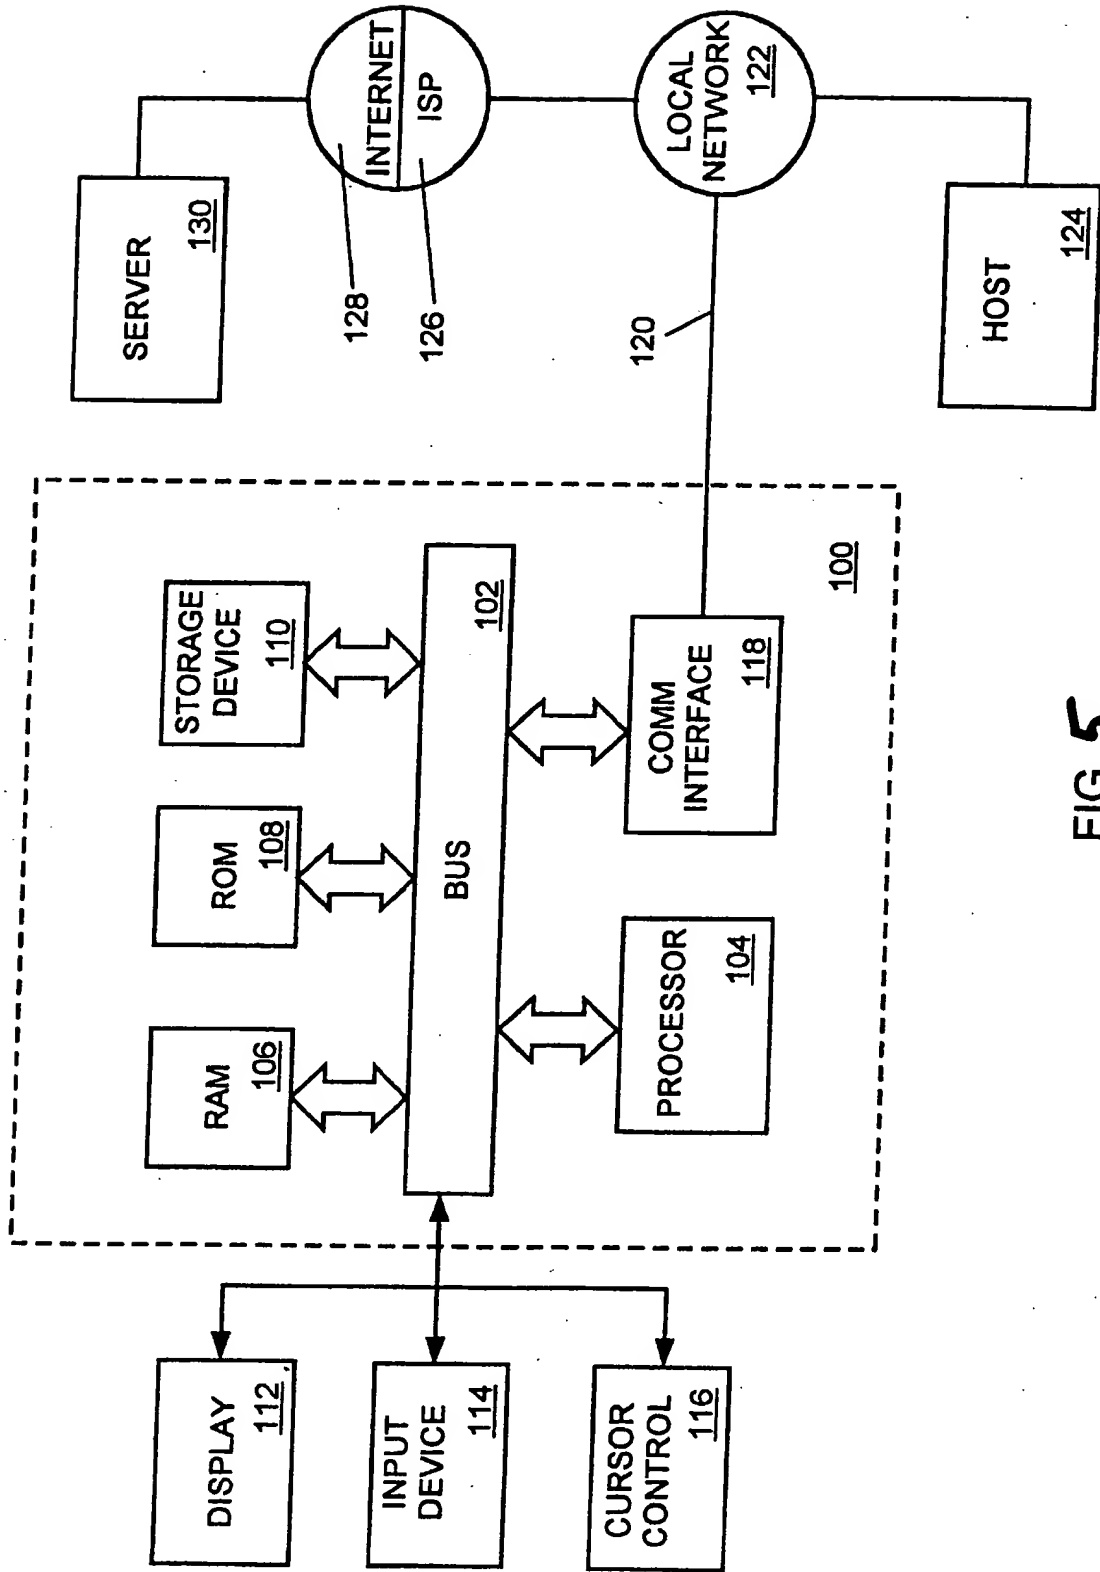 DISPLAY
112
INPUT
DEVICE
114
CURSOR
CONTROL
116
RAM
106
ROM
108
STORAGE
DEVICE
110
BUS
102
PROCESSOR
104
COMM
INTERFACE
118
100
SERVER
130
128
126
INTERNET
ISP
120
LOCAL
NETWORK
122
HOST
124
FIG. 5